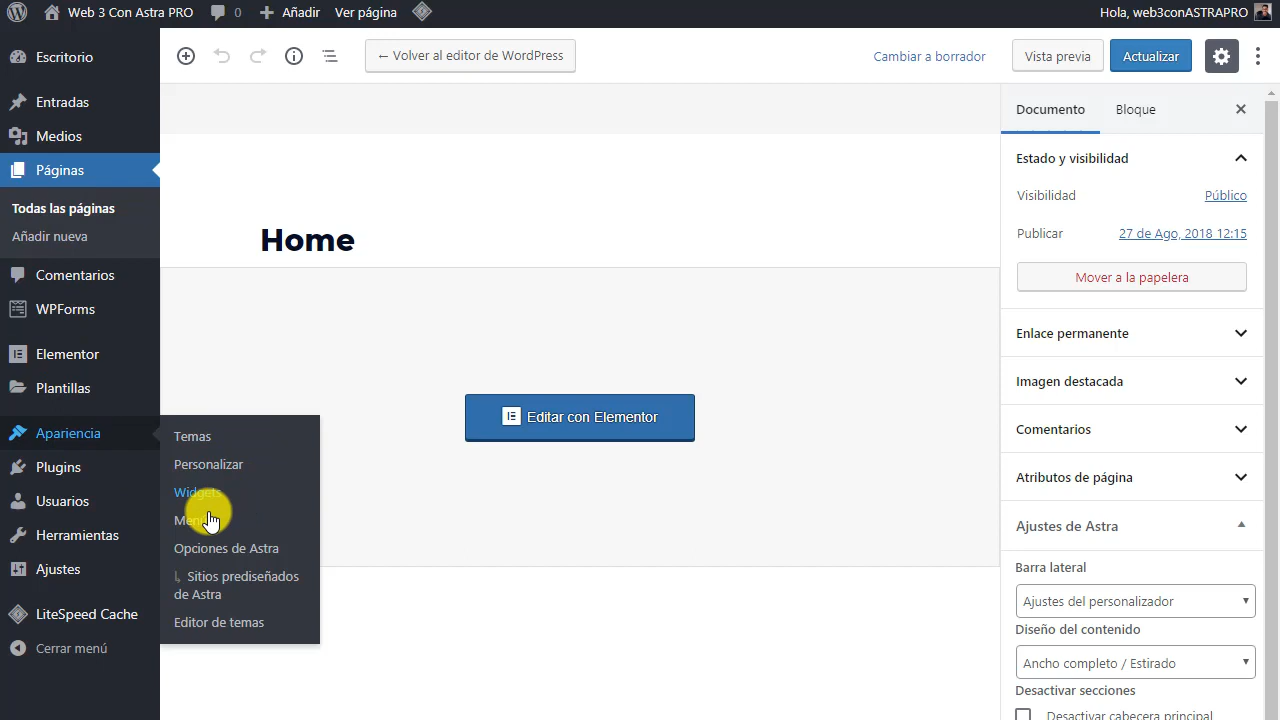 Web 3 Con Astra PRO
0
Añadir
Ver página
Hola, web3conASTRAPRO
Escritorio
Entradas
Medios
Páginas
Todas las páginas
Añadir nueva
Comentarios
WPForms
Elementor
Plantillas
Apariencia
Plugins
Usuarios
Herramientas
Ajustes
LiteSpeed Cache
Cerrar menú
Temas
Personalizar
Widgets
Opciones de Astra
Sitios prediseñados
de Astra
Editor de temas
← Volver al editor de WordPress
Cambiar a borrador
Vista previa
Actualizar
Home
Editar con Elementor
Documento
Bloque
Estado y visibilidad
Visibilidad
Público
Publicar
27 de Ago, 2018 12:15
Mover a la papelera
Enlace permanente
Imagen destacada
Comentarios
Atributos de página
Ajustes de Astra
Barra lateral
Ajustes del personalizador
Diseño del contenido
Ancho completo / Estirado
Desactivar secciones
Desactivar cabecera principal